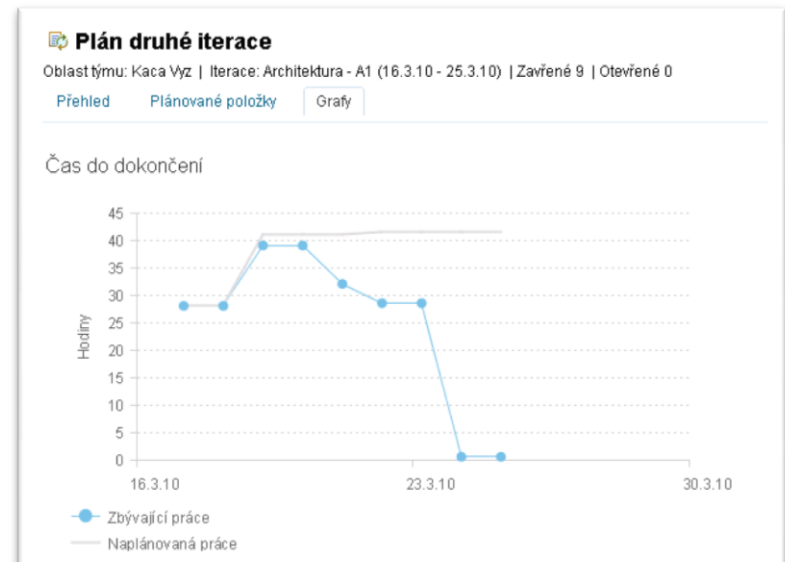 Plán druhé iterace
Oblast týmu: Kaca Vyz | Iterace: Architektura - A1 (16.3.10 - 25.3.10) | Zavřené 9 | Otevřené 0
Přehled Plánované položky Grafy
Čas do dokončení
45
40
35
30
25
20
15
10
5
0
Hodiny
16.3.10 23.3.10 30.3.10
Zbývající práce
Naplánovaná práce